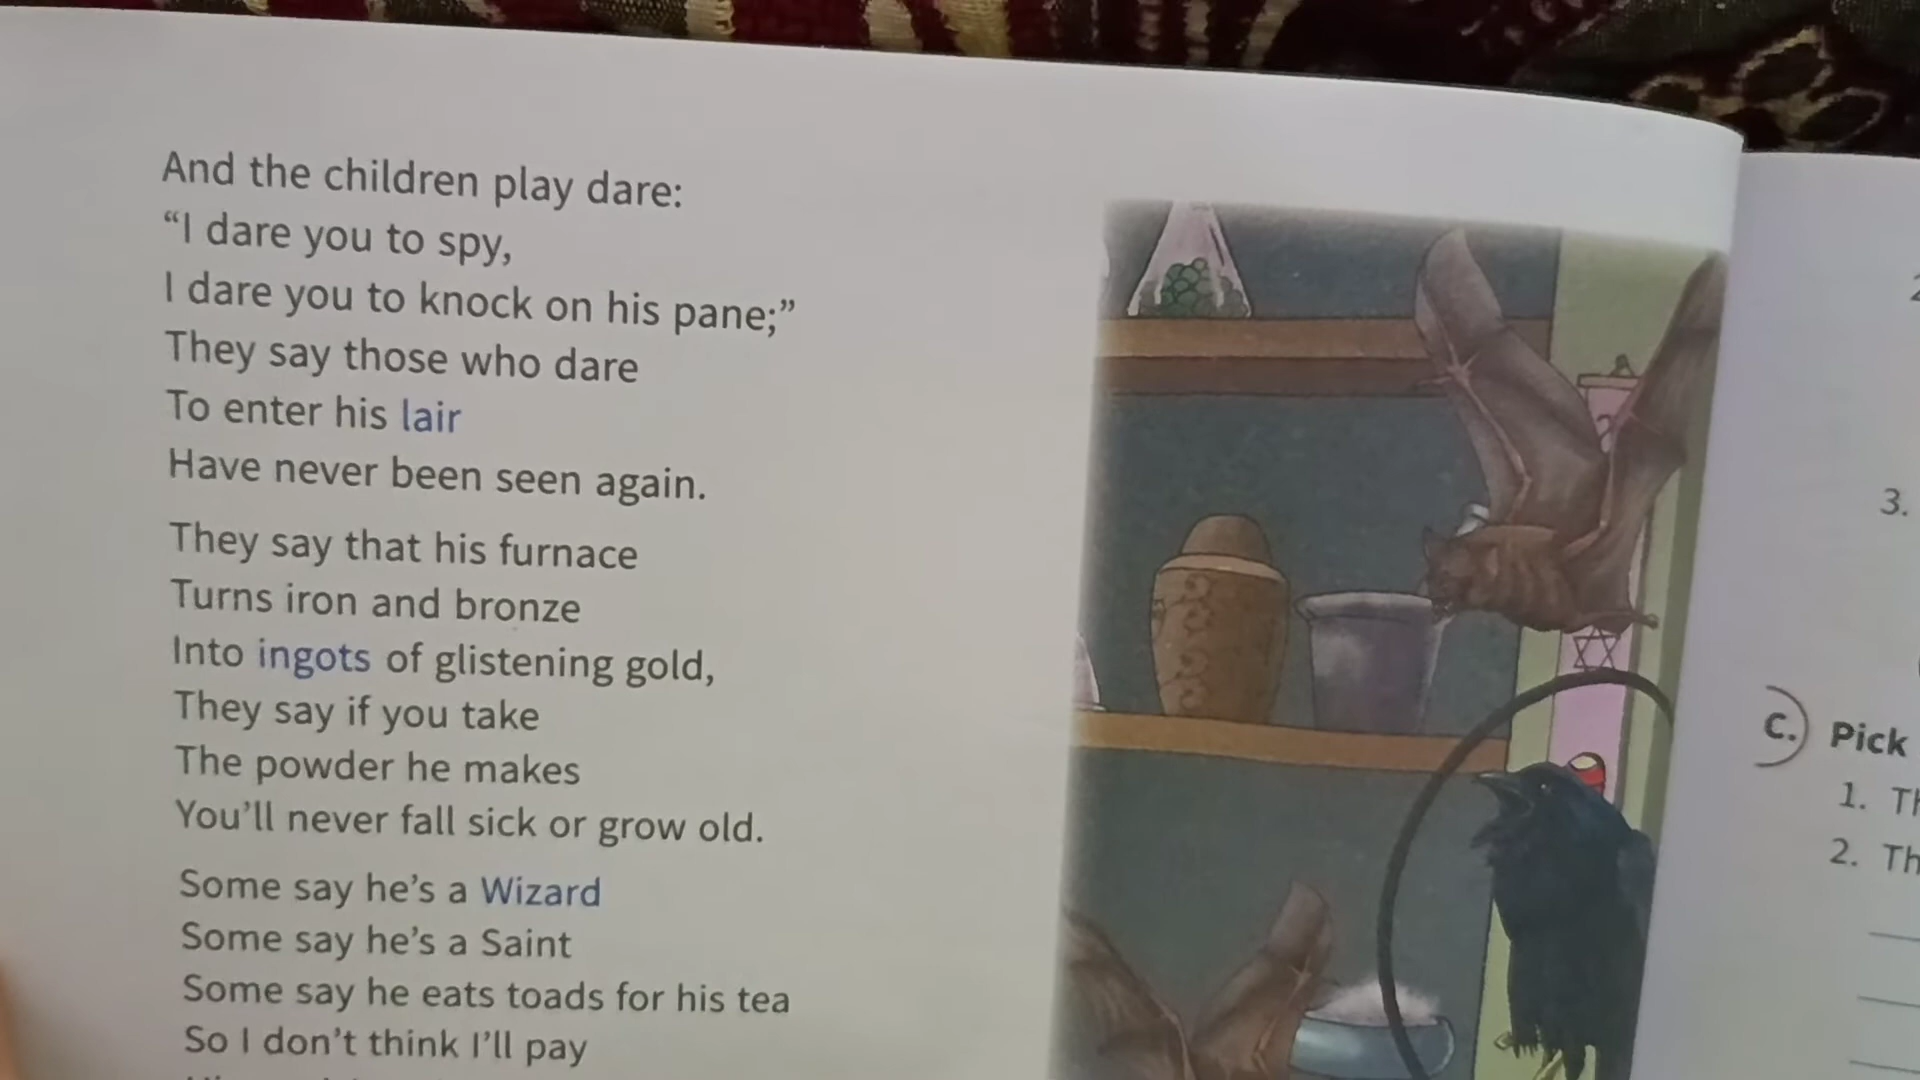 And the children play dare:
“I dare you to spy,
I dare you to knock on his pane;”
They say those who dare
To enter his lair
Have never been seen again.
They say that his furnace
Turns iron and bronze
Into ingots of glistening gold,
They say if you take
The powder he makes
You’ll never fall sick or grow old.
Some say he’s a Wizard
Some say he’s a Saint
Some say he eats toads for his tea
So I don’t think I’ll pay
3.
C. Pick
1.
2.